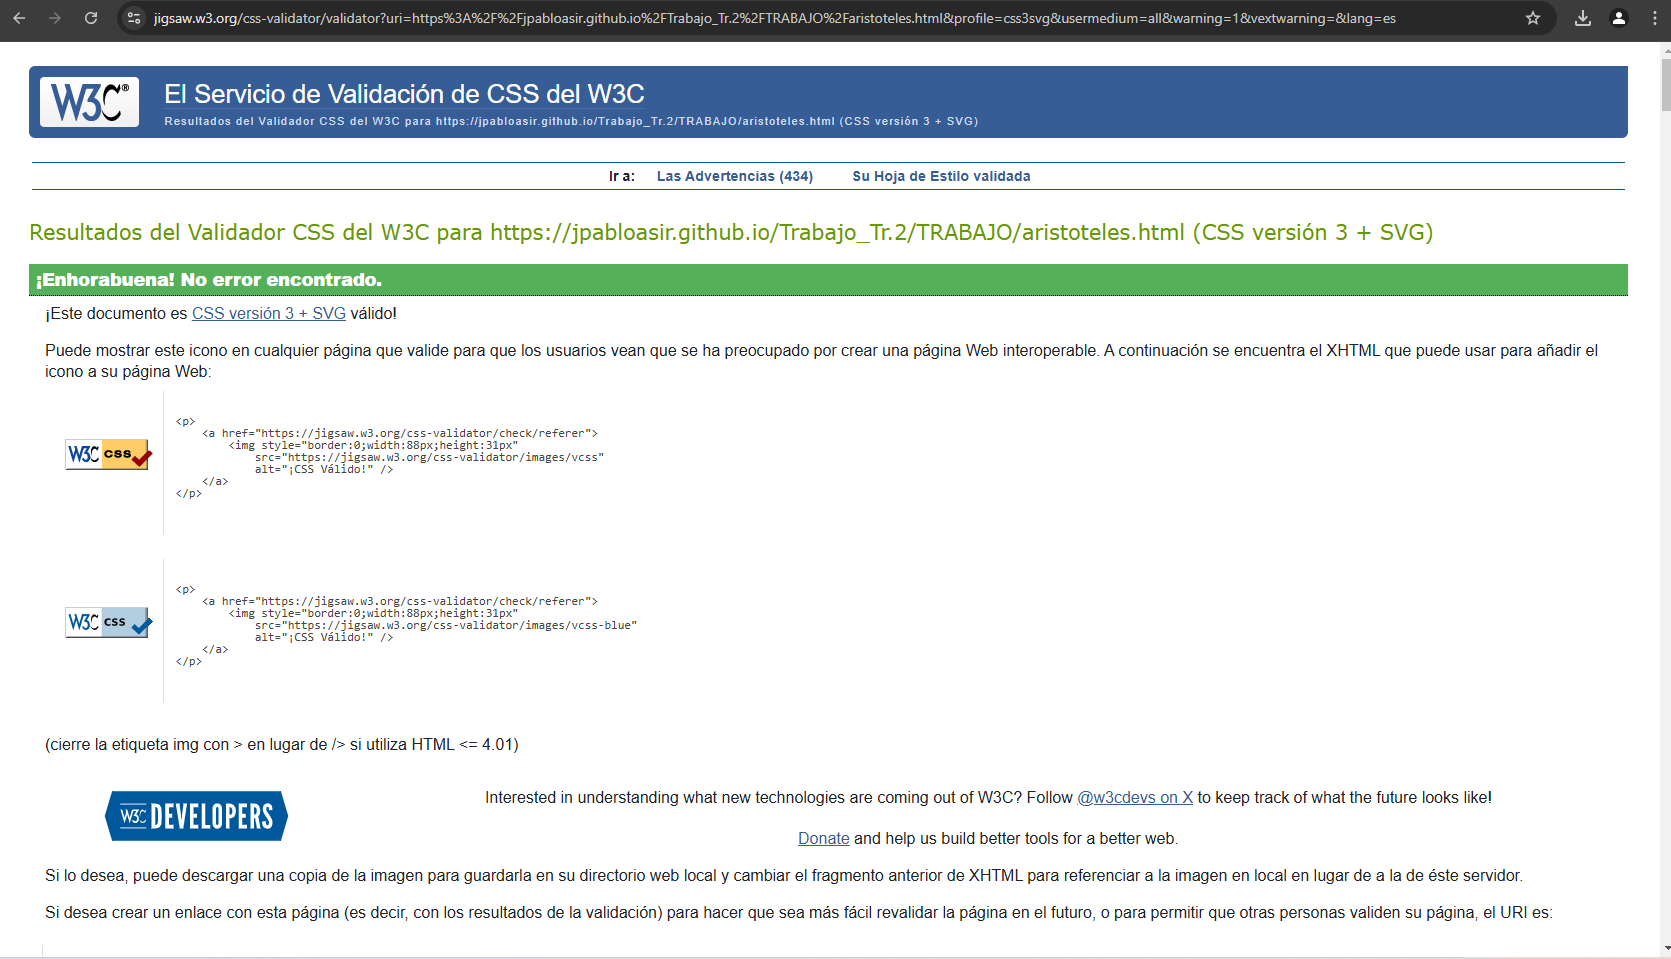 jigsaw.w3.org/css-validator/validator?uri=https%3A%2F%2Fjpabloasir.github.io%2FTrabajo_Tr.2%2FTRABAJO%2Faristoteles.html&profile=css3svg&usermedium=all&warning=1&vextwarning=&lang=es
W3C®
El Servicio de Validación de CSS del W3C
Resultados del Validador CSS del W3C para https://jpabloasir.github.io/Trabajo_Tr.2/TRABAJO/aristoteles.html (CSS versión 3 + SVG)
Ir a: Las Advertencias (434) Su Hoja de Estilo validada
Resultados del Validador CSS del W3C para https://jpabloasir.github.io/Trabajo_Tr.2/TRABAJO/aristoteles.html (CSS versión 3 + SVG)
¡Enhorabuena! No error encontrado.
¡Este documento es CSS versión 3 + SVG válido!
Puede mostrar este icono en cualquier página que valide para que los usuarios vean que se ha preocupado por crear una página Web interoperable. A continuación se encuentra el XHTML que puede usar para añadir el
icono a su página Web:
<p>
<a href="https://jigsaw.w3.org/css-validator/check/referer">
<img style="border:0;width:88px;height:31px"
W3C css
src="https://jigsaw.w3.org/css-validator/images/vcss"
alt="¡CSS Válido!" />
</a>
</p>
<p>
<a href="https://jigsaw.w3.org/css-validator/check/referer">
<img style="border:0;width:88px;height:31px"
W3C css
src="https://jigsaw.w3.org/css-validator/images/vcss-blue"
alt="¡CSS Válido!" />
</a>
</p>
(cierre la etiqueta img con > en lugar de /> si utiliza HTML <= 4.01)
W3C DEVELOPERS
Interested in understanding what new technologies are coming out of W3C? Follow @w3cdevs on X to keep track of what the future looks like!
Donate and help us build better tools for a better web.
Si lo desea, puede descargar una copia de la imagen para guardarla en su directorio web local y cambiar el fragmento anterior de XHTML para referenciar a la imagen en local en lugar de a la de éste servidor.
Si desea crear un enlace con esta página (es decir, con los resultados de la validación) para hacer que sea más fácil revalidar la página en el futuro, o para permitir que otras personas validen su página, el URI es: